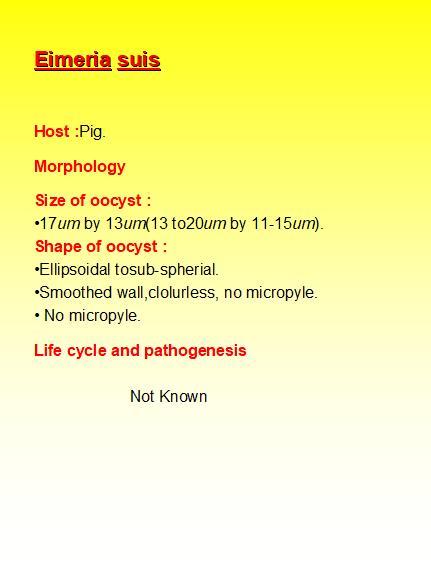 Eimeria suis
Host :Pig.
Morphology
Size of oocyst :
•17um by 13um(13 to20um by 11-15um).
Shape of oocyst :
•Ellipsoidal tosub-spherial.
•Smoothed wall,clolurless, no micropyle.
• No micropyle.
Life cycle and pathogenesis
Not Known